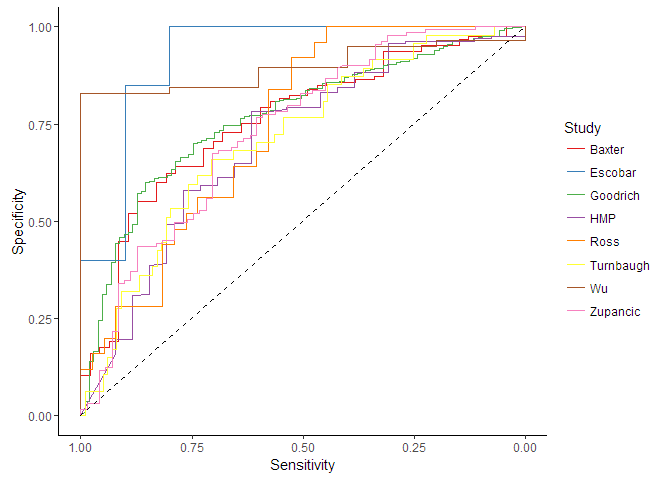 1.00
0.75
0.50
0.25
0.00
Specificity
1.00
0.75
0.50
0.25
0.00
Sensitivity
Study
Baxter
Escobar
Goodrich
HMP
Ross
Turnbaugh
Wu
Zupancic